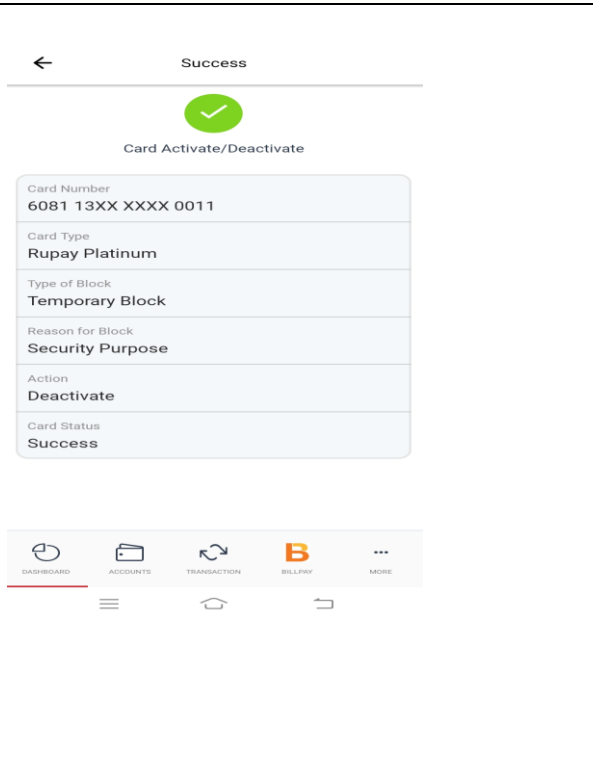 Success
Card Activate/Deactivate
Card Number
6081 13XX XXXX 0011
Card Type
Rupay Platinum
Type of Block
Temporary Block
Reason for Block
Security Purpose
Action
Deactivate
Card Status
Success
DASHBOARD ACCOUNTS TRANSACTION BILLPAY MORE